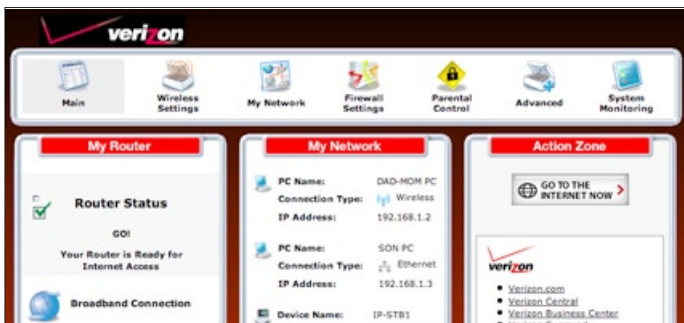 verizon
Main
Wireless
Settings
My Network
Firewall
Settings
Parental
Control
Advanced
System
Monitoring
My Router
Router Status
GO!
Your Router is Ready for
Internet Access
Broadband Connection
My Network
PC Name: DAD-MOM PC
Connection Type: Wireless
IP Address: 192.168.1.2
PC Name: SON PC
Connection Type: Ethernet
IP Address: 192.168.1.3
Device Name: IP-STB1
Action Zone
GO TO THE
INTERNET NOW
verizon
Verizon.com
Verizon Central
Verizon Business Center